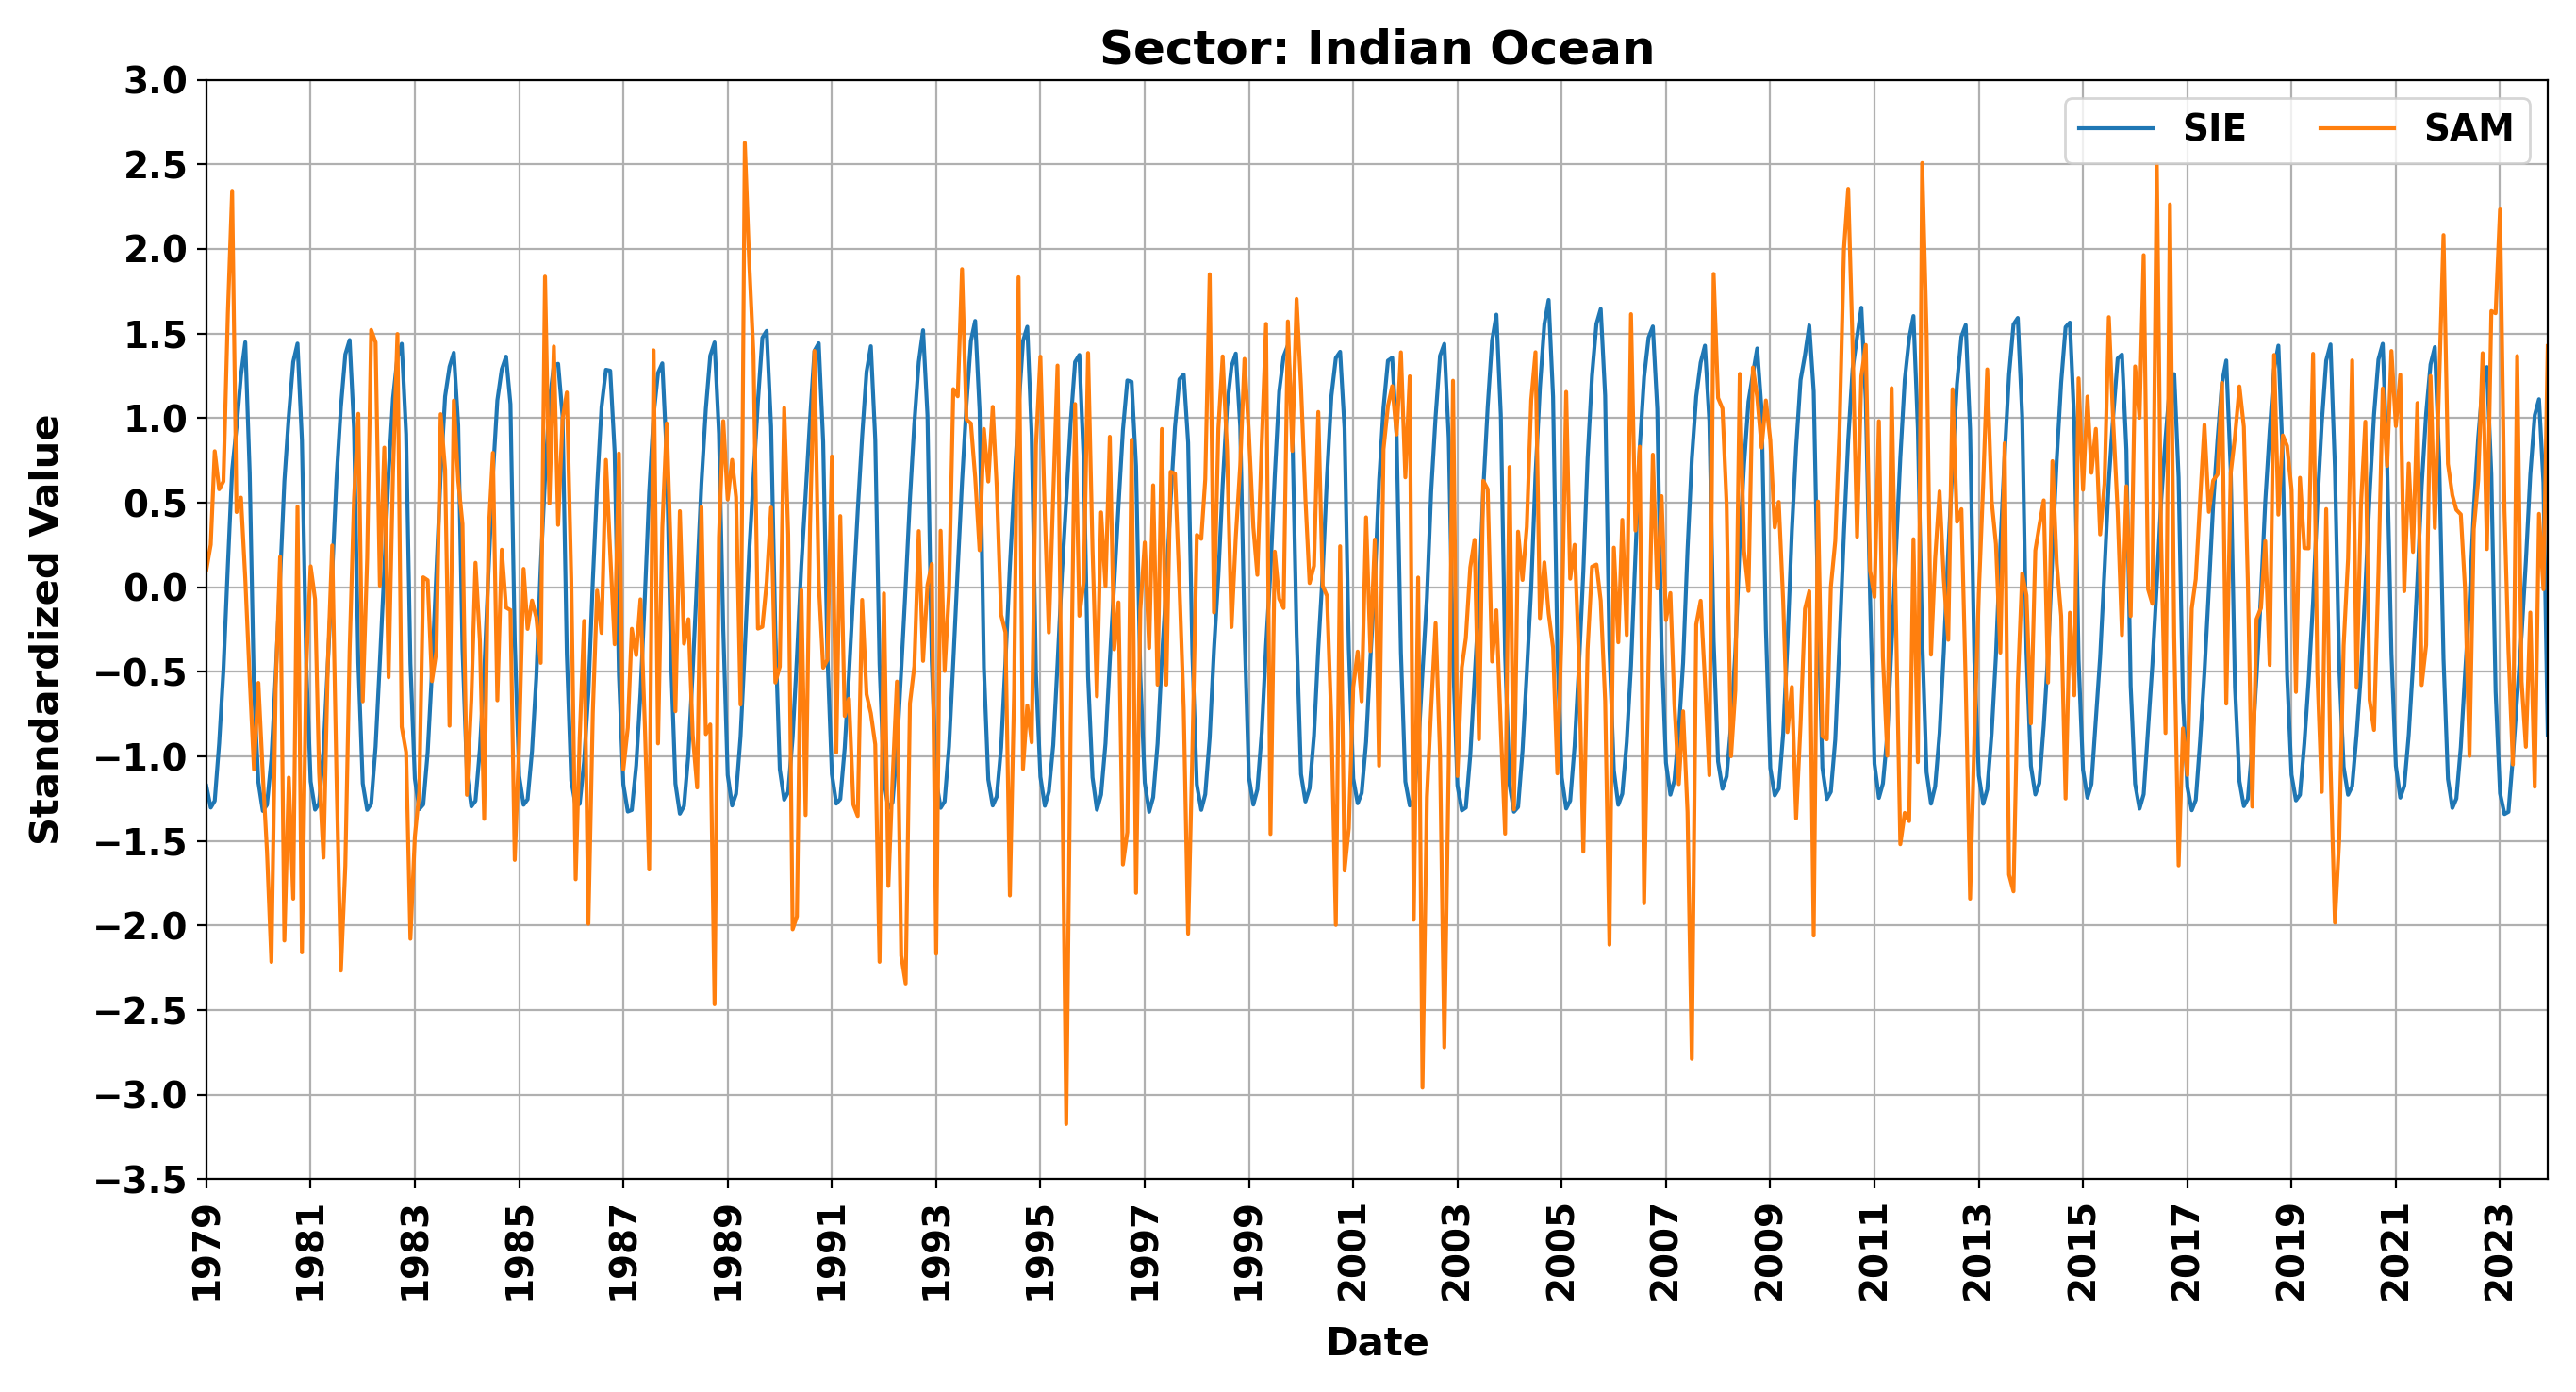 Sector: Indian Ocean
SIE SAM
Standardized Value
3.0
2.5
2.0
1.5
1.0
0.5
0.0
−0.5
−1.0
−1.5
−2.0
−2.5
−3.0
−3.5
1979 1981 1983 1985 1987 1989 1991 1993 1995 1997 1999 2001 2003 2005 2007 2009 2011 2013 2015 2017 2019 2021 2023
Date